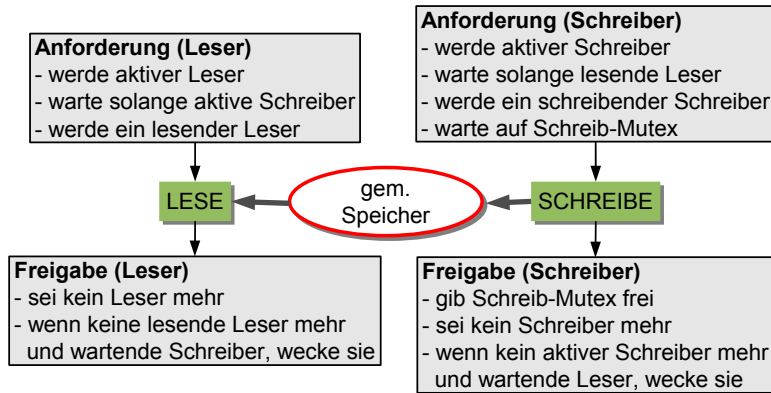 Anforderung (Leser)
- werde aktiver Leser
- warte solange aktive Schreiber
- werde ein lesender Leser
Anforderung (Schreiber)
- werde aktiver Schreiber
- warte solange lesende Leser
- werde ein schreibender Schreiber
- warte auf Schreib-Mutex
LESE
gem.
Speicher
SCHREIBE
Freigabe (Leser)
- sei kein Leser mehr
- wenn keine lesende Leser mehr
und wartende Schreiber, wecke sie
Freigabe (Schreiber)
- gib Schreib-Mutex frei
- sei kein Schreiber mehr
- wenn kein aktiver Schreiber mehr
und wartende Leser, wecke sie